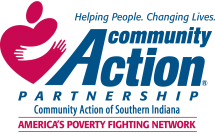 Helping People. Changing Lives.
community
Action®
PARTNERSHIP
Community Action of Southern Indiana
AMERICA'S POVERTY FIGHTING NETWORK